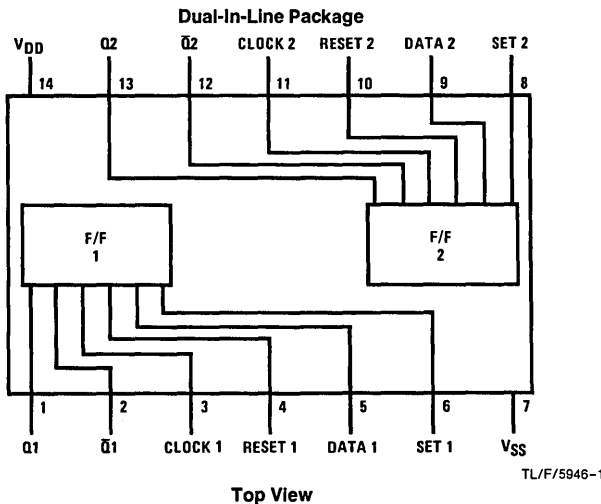 Dual-In-Line Package
VDD Q2 Q̅2 CLOCK 2 RESET 2 DATA 2 SET 2
14 13 12 11 10 9 8
F/F
1
F/F
2
1 2 3 4 5 6 7
Q1 Q̅1 CLOCK 1 RESET 1 DATA 1 SET 1 VSS
TL/F/5946-1
Top View